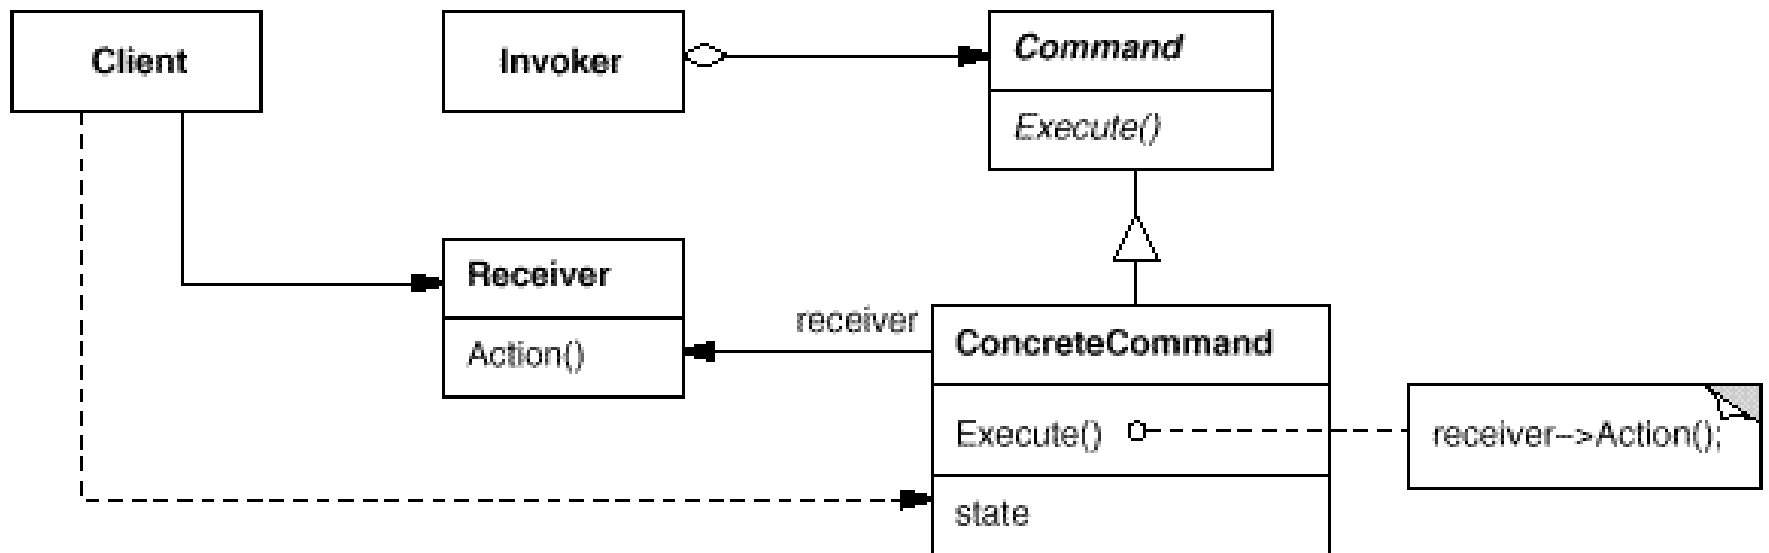 Client
Invoker
Command
Execute()
Receiver
Action()
receiver
ConcreteCommand
Execute()
receiver-->Action();
state